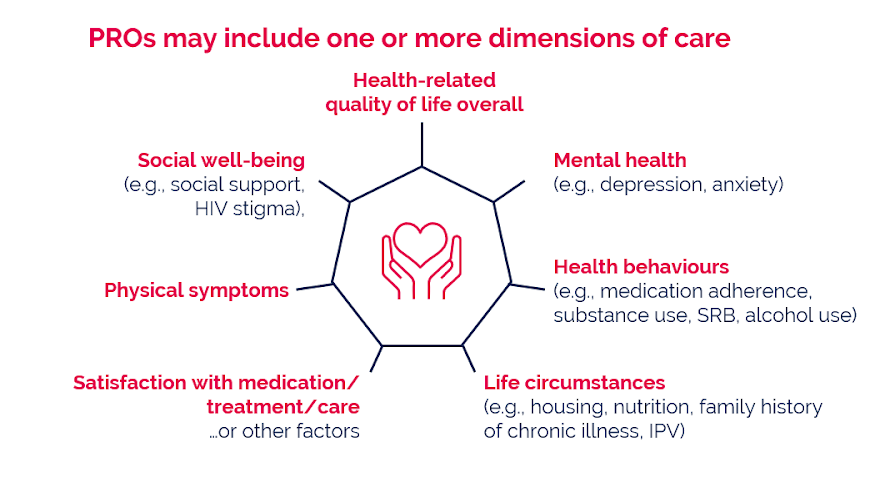 PROs may include one or more dimensions of care
Health-related
quality of life overall
Social well-being
(e.g., social support,
HIV stigma),
Mental health
(e.g., depression, anxiety)
Physical symptoms
Health behaviours
(e.g., medication adherence,
substance use, SRB, alcohol use)
Satisfaction with medication/
treatment/care
...or other factors
Life circumstances
(e.g., housing, nutrition, family history
of chronic illness, IPV)